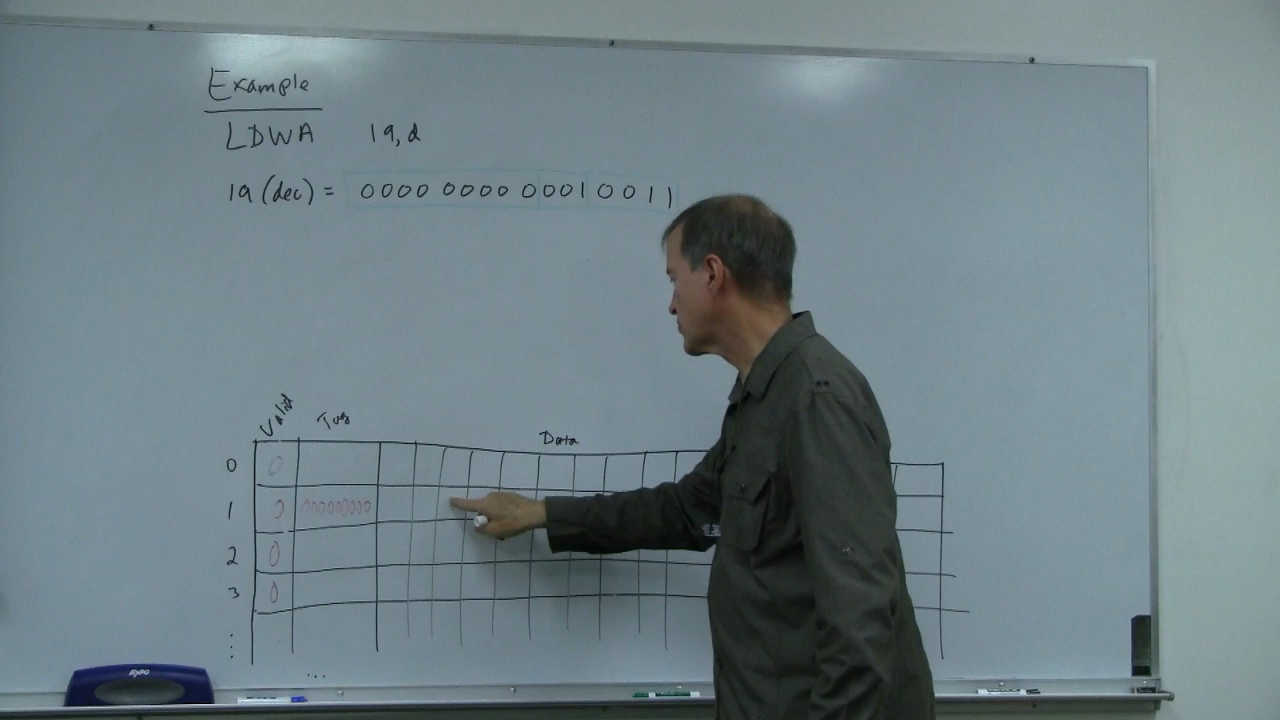 Example
LDWA 19,d
19 (dec) = 0000 0000 0001 0011
Valid Tag Data
0 0
1 0 000000000
2 0
3 0
:
...
EXPO